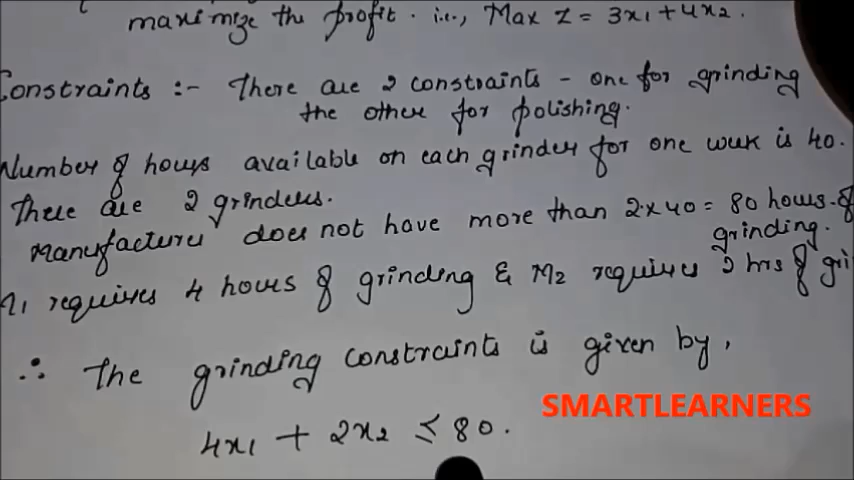 maximize the profit. i.e., Max Z = 3x1 + 4x2.
Constraints :- There are 2 constraints - one for grinding
the other for polishing.
Number of hours available on each grinder for one week is 40.
There are 2 grinders.
Manufacturer does not have more than 2×40 = 80 hours of
grinding.
M1 requires 4 hours of grinding & M2 requires 2 hrs of gri
∴ The grinding constraints is given by,
SMARTLEARNERS
4x1 + 2x2 ≤ 80.